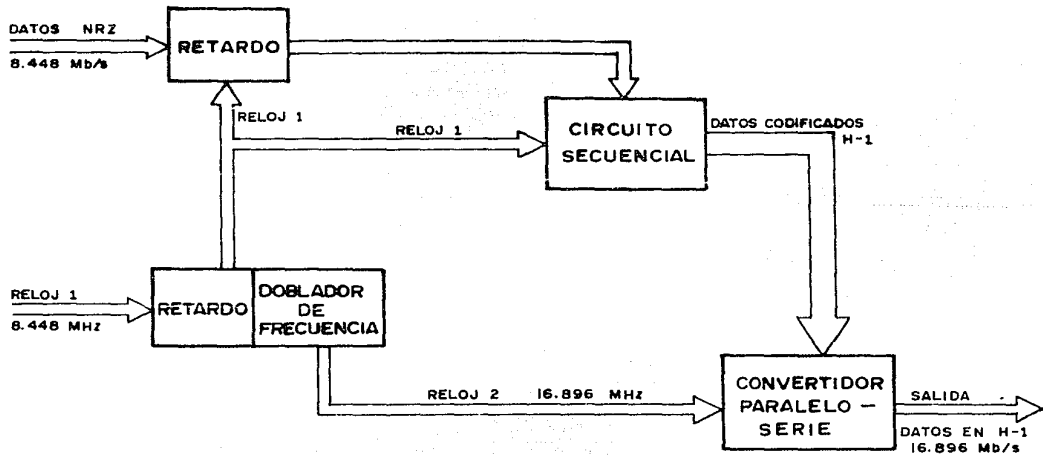 DATOS NRZ
8.448 Mb/s
RETARDO
RELOJ 1
RELOJ 1
CIRCUITO
SECUENCIAL
DATOS CODIFICADOS
H-1
RELOJ 1
8.448 MHz
RETARDO
DOBLADOR
DE
FRECUENCIA
RELOJ 2 16.896 MHz
CONVERTIDOR
PARALELO —
SERIE
SALIDA
DATOS EN H-1
16.896 Mb/s